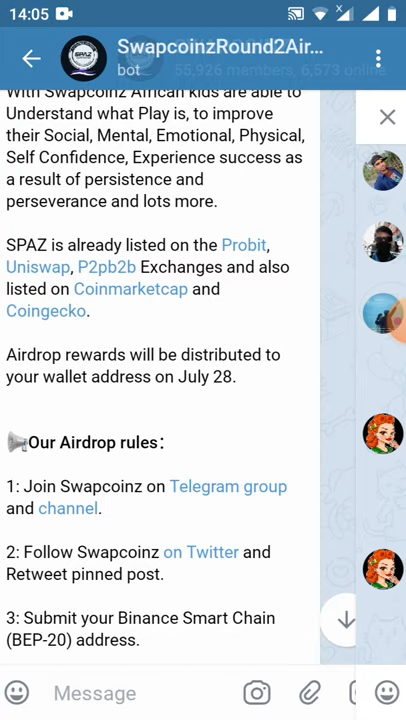 14:05
SwapcoinzRound2Air...
bot
55,926 members, 6,573 online
With Swapcoinz African kids are able to
Understand what Play is, to improve
their Social, Mental, Emotional, Physical,
Self Confidence, Experience success as
a result of persistence and
perseverance and lots more.
SPAZ is already listed on the Probit,
Uniswap, P2pb2b Exchanges and also
listed on Coinmarketcap and
Coingecko.
Airdrop rewards will be distributed to
your wallet address on July 28.
Our Airdrop rules:
1: Join Swapcoinz on Telegram group
and channel.
2: Follow Swapcoinz on Twitter and
Retweet pinned post.
3: Submit your Binance Smart Chain
(BEP-20) address.
Message